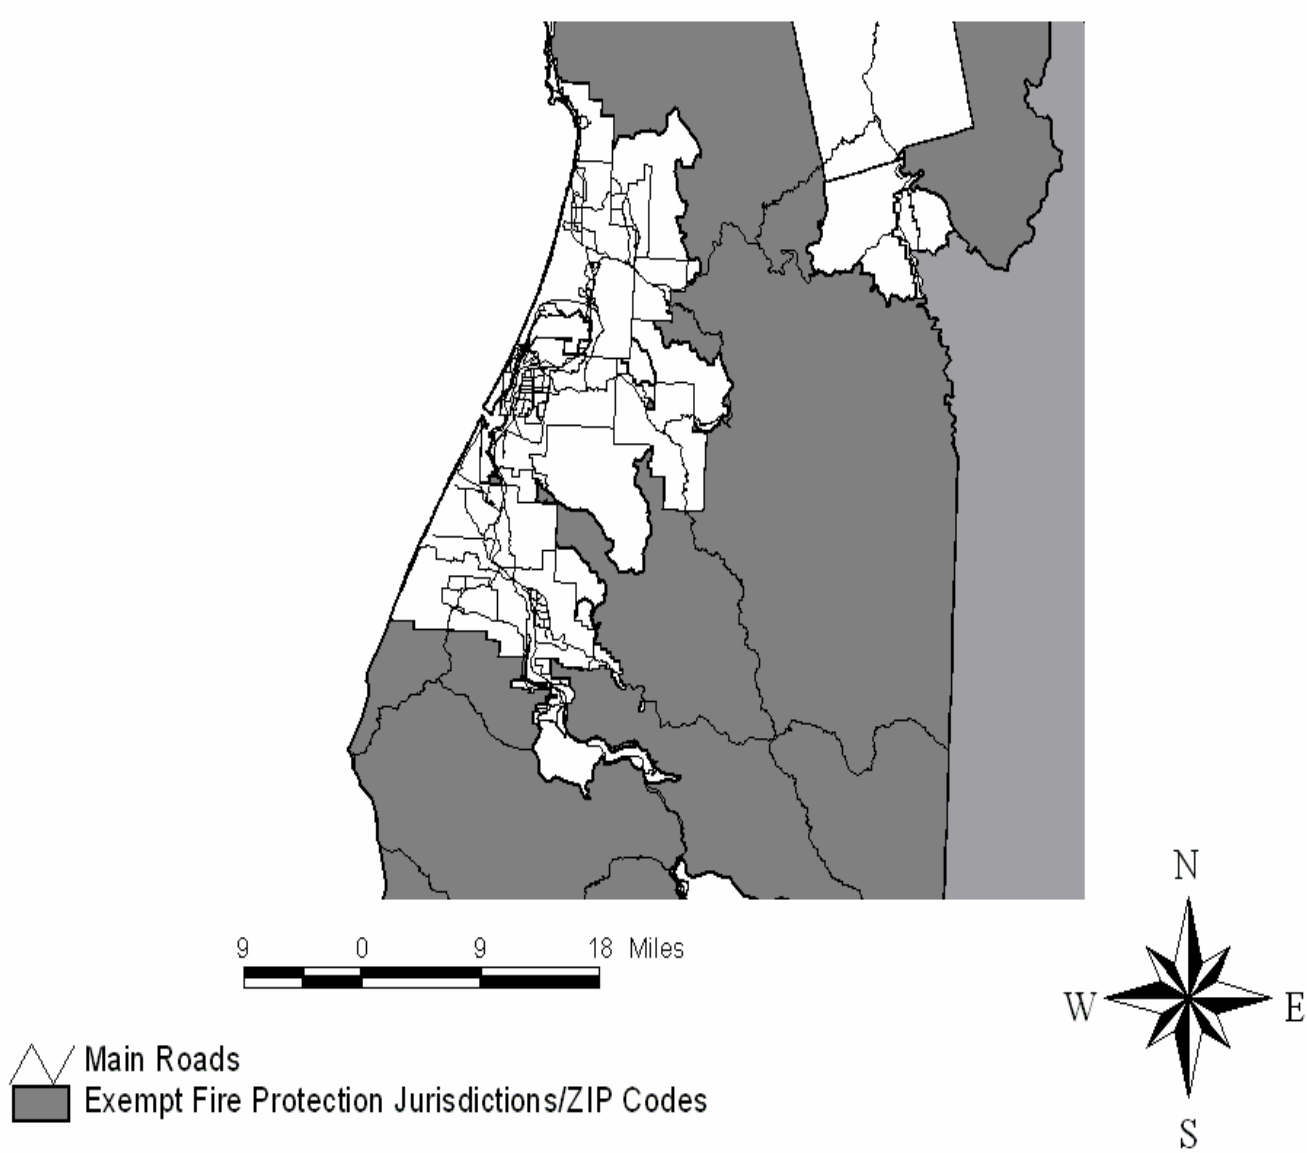 N
9 0 9 18 Miles
W E
Main Roads
Exempt Fire Protection Jurisdictions/ZIP Codes
S